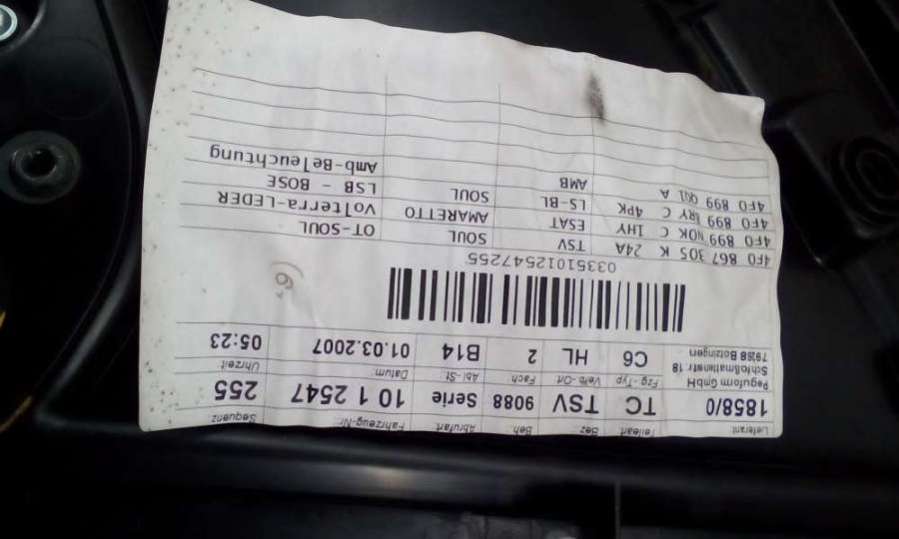 Lieferant Teileart Bez Beh Abrufart Fahrzeug-Nr. Sequenz
1858/0 TC TSV 9088 Serie 10 1 2547 255
Peguform GmbH Frzg.-Typ Verb.-Ort Fach Abl-St. Datum Uhrzeit
Schloßmattenstr 18 C6 HL 2 B14 01.03.2007 05:23
79268 Bötzingen
03351012547255
4F0 867 305 K 24A TSV SOUL OT-SOUL
4F0 899 NOK C 1HY ESAT AMARETTO Volterra-LEDER
4F0 899 RRY C 4PK LS-BL SOUL LSB - BOSE
4F0 899 QQ1 A AMB Amb-Beleuchtung